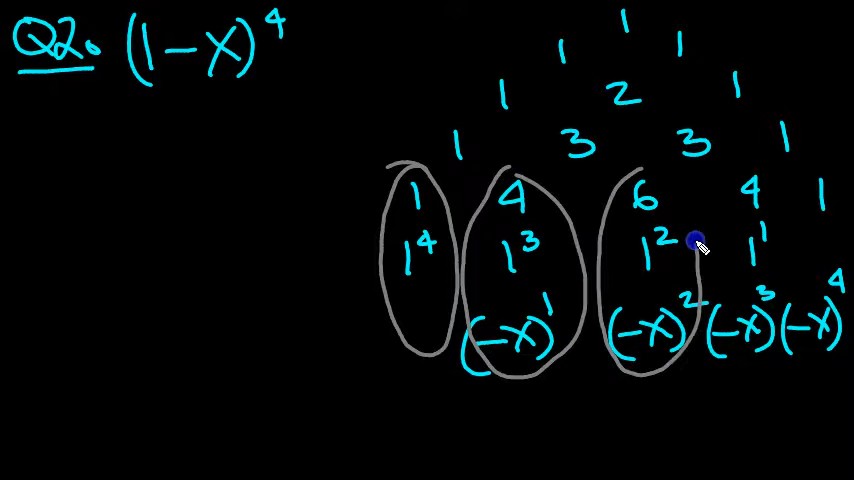 Q2. (1-x)⁴
1
1 1
1 2 1
1 3 3 1
1 4 6 4 1
1⁴ 1³ 1² 1¹
(-x)¹ (-x)² (-x)³ (-x)⁴